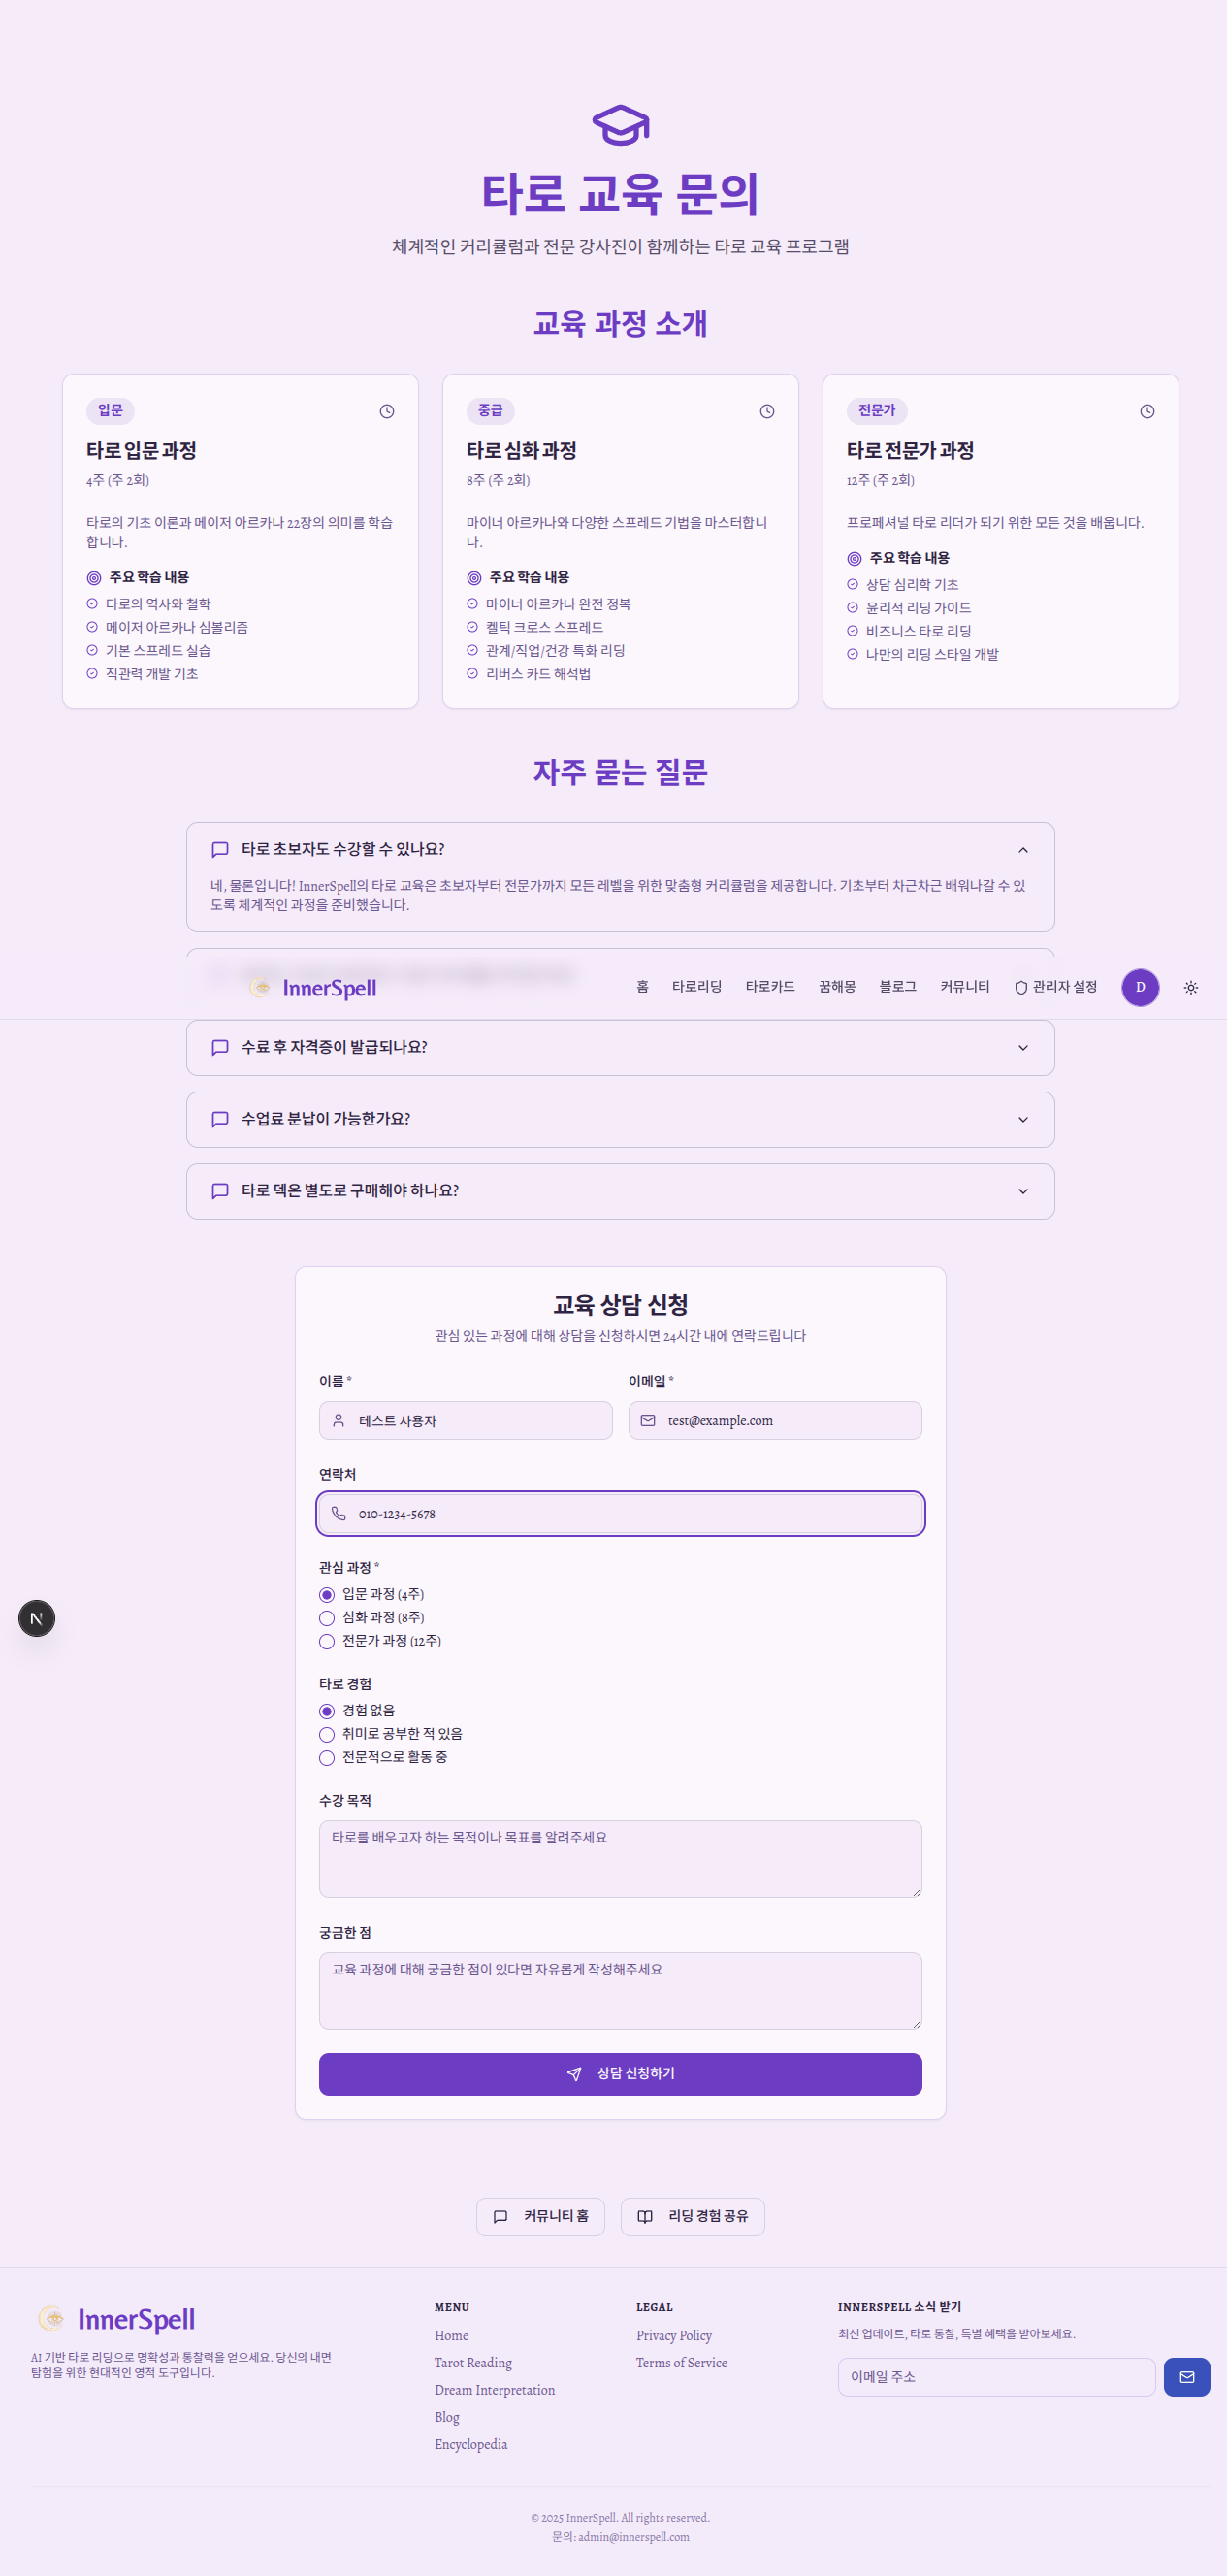 타로 교육 문의
체계적인 커리큘럼과 전문 강사진이 함께하는 타로 교육 프로그램
교육 과정 소개
입문
타로 입문 과정
4주 (주 2회)
타로의 기초 이론과 메이저 아르카나 22장의 의미를 학습
합니다.
주요 학습 내용
타로의 역사와 철학
메이저 아르카나 심볼리즘
기본 스프레드 실습
직관력 개발 기초
중급
타로 심화 과정
8주 (주 2회)
마이너 아르카나와 다양한 스프레드 기법을 마스터합니
다.
주요 학습 내용
마이너 아르카나 완전 정복
켈틱 크로스 스프레드
관계/직업/건강 특화 리딩
리버스 카드 해석법
전문가
타로 전문가 과정
12주 (주 2회)
프로페셔널 타로 리더가 되기 위한 모든 것을 배웁니다.
주요 학습 내용
상담 심리학 기초
윤리적 리딩 가이드
비즈니스 타로 리딩
나만의 리딩 스타일 개발
자주 묻는 질문
타로 초보자도 수강할 수 있나요?
네, 물론입니다! InnerSpell의 타로 교육은 초보자부터 전문가까지 모든 레벨을 위한 맞춤형 커리큘럼을 제공합니다. 기초부터 차근차근 배워나갈 수 있
도록 체계적인 과정을 준비했습니다.
InnerSpell 홈 타로리딩 타로카드 꿈해몽 블로그 커뮤니티 관리자 설정 D
수료 후 자격증이 발급되나요?
수업료 분납이 가능한가요?
타로 덱은 별도로 구매해야 하나요?
교육 상담 신청
관심 있는 과정에 대해 상담을 신청하시면 24시간 내에 연락드립니다
이름 * 이메일 *
테스트 사용자 test@example.com
연락처
010-1234-5678
관심 과정 *
입문 과정 (4주)
심화 과정 (8주)
전문가 과정 (12주)
N
타로 경험
경험 없음
취미로 공부한 적 있음
전문적으로 활동 중
수강 목적
타로를 배우고자 하는 목적이나 목표를 알려주세요
궁금한 점
교육 과정에 대해 궁금한 점이 있다면 자유롭게 작성해주세요
상담 신청하기
커뮤니티 홈 리딩 경험 공유
InnerSpell
AI 기반 타로 리딩으로 명확성과 통찰력을 얻으세요. 당신의 내면
탐험을 위한 현대적인 영적 도구입니다.
MENU
Home
Tarot Reading
Dream Interpretation
Blog
Encyclopedia
LEGAL
Privacy Policy
Terms of Service
INNERSPELL 소식 받기
최신 업데이트, 타로 통찰, 특별 혜택을 받아보세요.
이메일 주소
© 2025 InnerSpell. All rights reserved.
문의: admin@innerspell.com